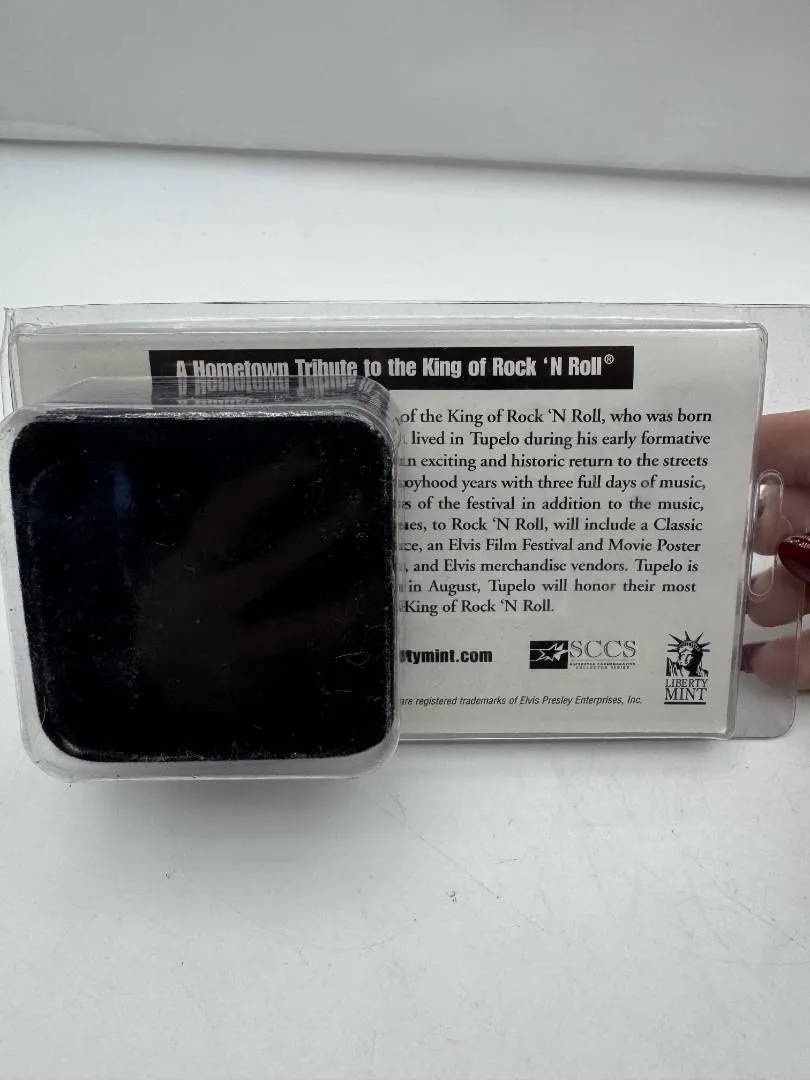 A Hometown Tribute to the King of Rock ‘N Roll®
of the King of Rock ‘N Roll, who was born
lived in Tupelo during his early formative
exciting and historic return to the streets
years with three full days of music,
of the festival in addition to the music,
to Rock ‘N Roll, will include a Classic
an Elvis Film Festival and Movie Poster
, and Elvis merchandise vendors. Tupelo is
in August, Tupelo will honor their most
King of Rock ‘N Roll.
tymint.com
SCCS
LIBERTY
MINT
are registered trademarks of Elvis Presley Enterprises, Inc.